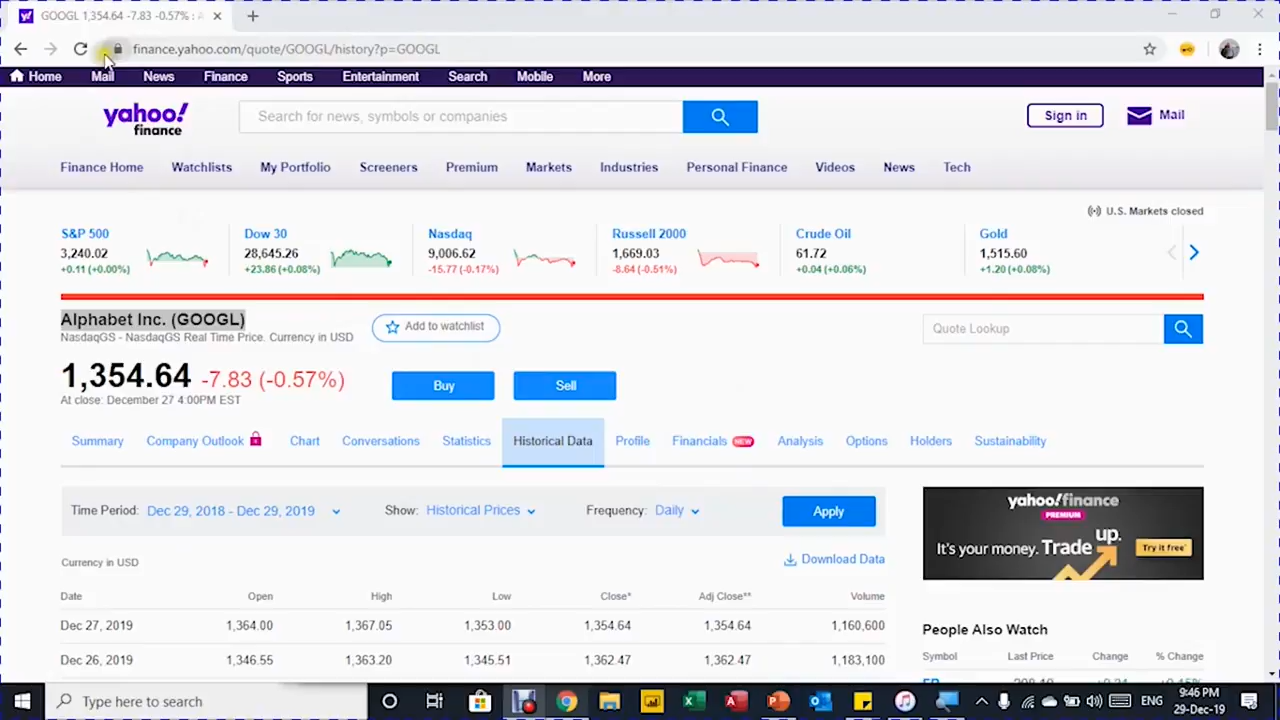 GOOGL 1,354.64 -7.83 -0.57% : A
finance.yahoo.com/quote/GOOGL/history?p=GOOGL
Home Mail News Finance Sports Entertainment Search Mobile More
yahoo!
finance
Search for news, symbols or companies
Sign in
Mail
Finance Home Watchlists My Portfolio Screeners Premium Markets Industries Personal Finance Videos News Tech
U.S. Markets closed
S&P 500 Dow 30 Nasdaq Russell 2000 Crude Oil Gold
3,240.02 28,645.26 9,006.62 1,669.03 61.72 1,515.60
+0.11 (+0.00%) +23.86 (+0.08%) -15.77 (-0.17%) -8.64 (-0.51%) +0.04 (+0.06%) +1.20 (+0.08%)
Alphabet Inc. (GOOGL)
NasdaqGS - NasdaqGS Real Time Price. Currency in USD
Add to watchlist
Quote Lookup
1,354.64 -7.83 (-0.57%)
At close: December 27 4:00PM EST
Buy Sell
Summary Company Outlook Chart Conversations Statistics Historical Data Profile Financials NEW Analysis Options Holders Sustainability
Time Period: Dec 29, 2018 - Dec 29, 2019 Show: Historical Prices Frequency: Daily Apply
Currency in USD Download Data
Date Open High Low Close* Adj Close** Volume
Dec 27, 2019 1,364.00 1,367.05 1,353.00 1,354.64 1,354.64 1,160,600
Dec 26, 2019 1,346.55 1,363.20 1,345.51 1,362.47 1,362.47 1,183,100
yahoo!finance
PREMIUM
It's your money. Trade up.
Try it free*
People Also Watch
Symbol Last Price Change % Change
Type here to search
ENG
9:46 PM
29-Dec-19